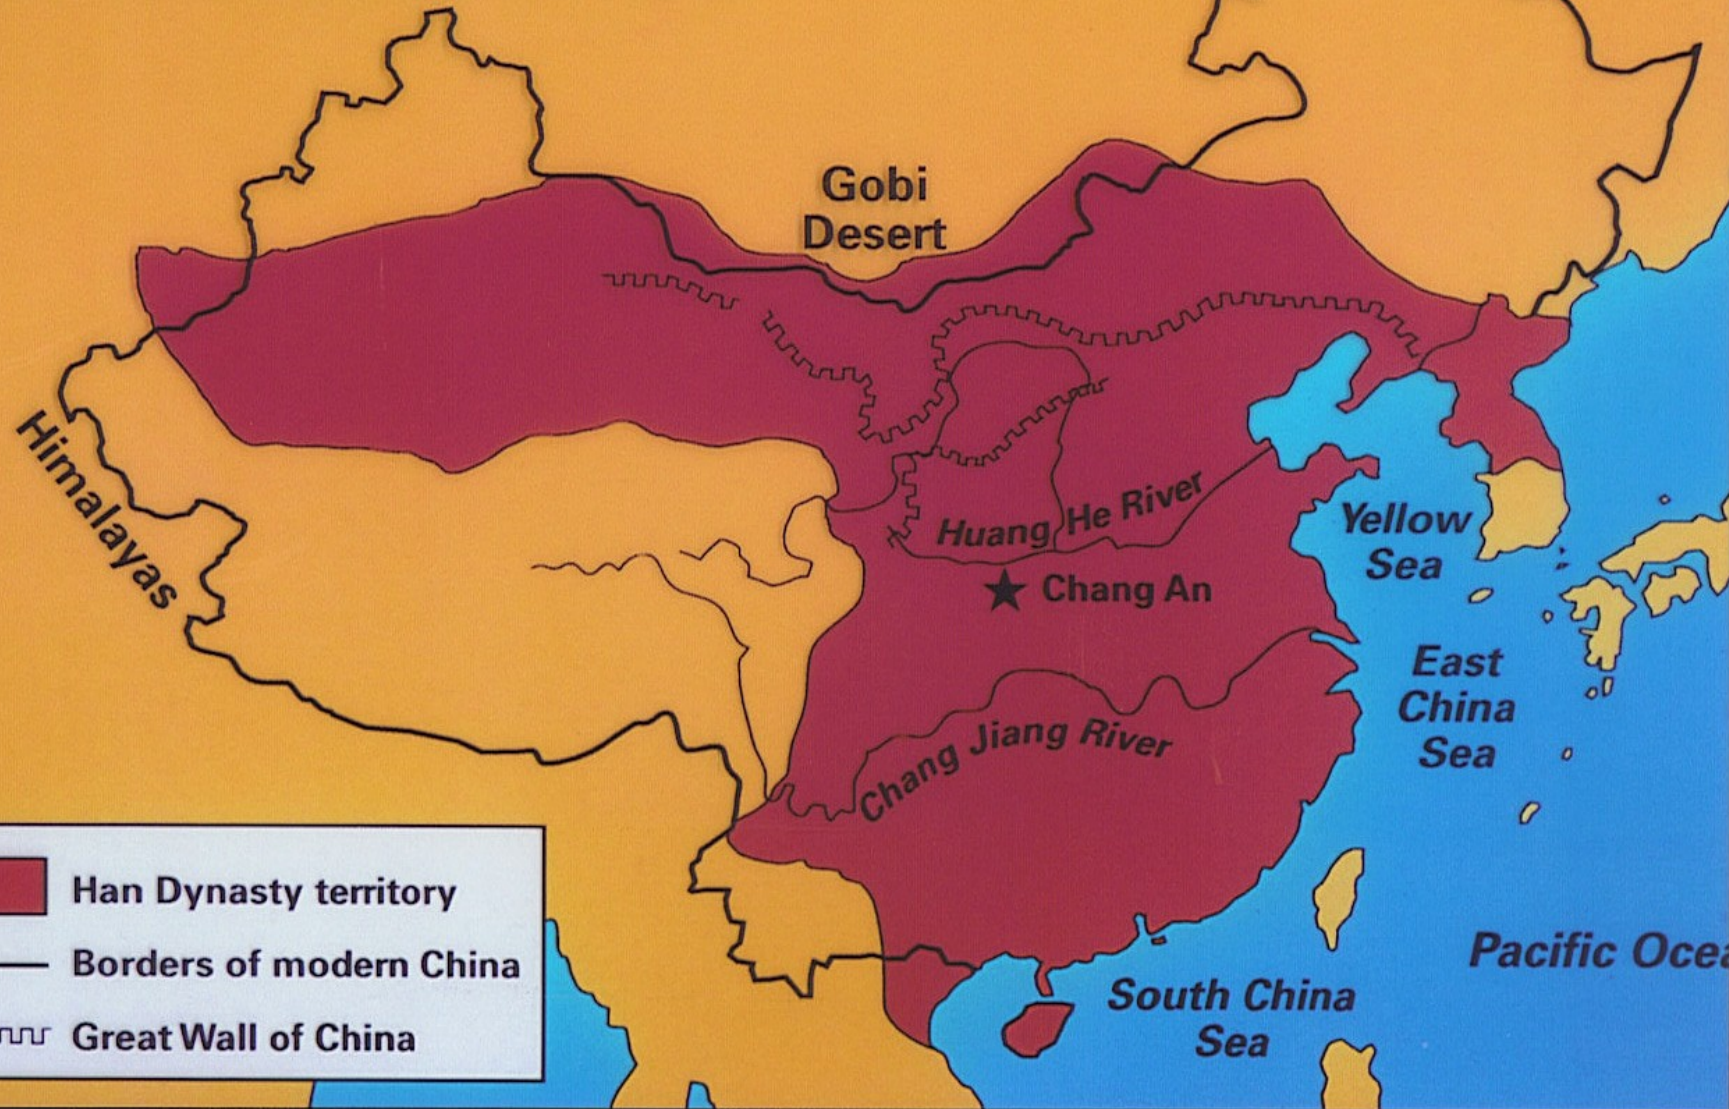 Gobi
Desert
Himalayas
Huang He River
Yellow
Sea
Chang An
East
China
Sea
Chang Jiang River
Han Dynasty territory
Borders of modern China
Great Wall of China
Pacific Ocea
South China
Sea